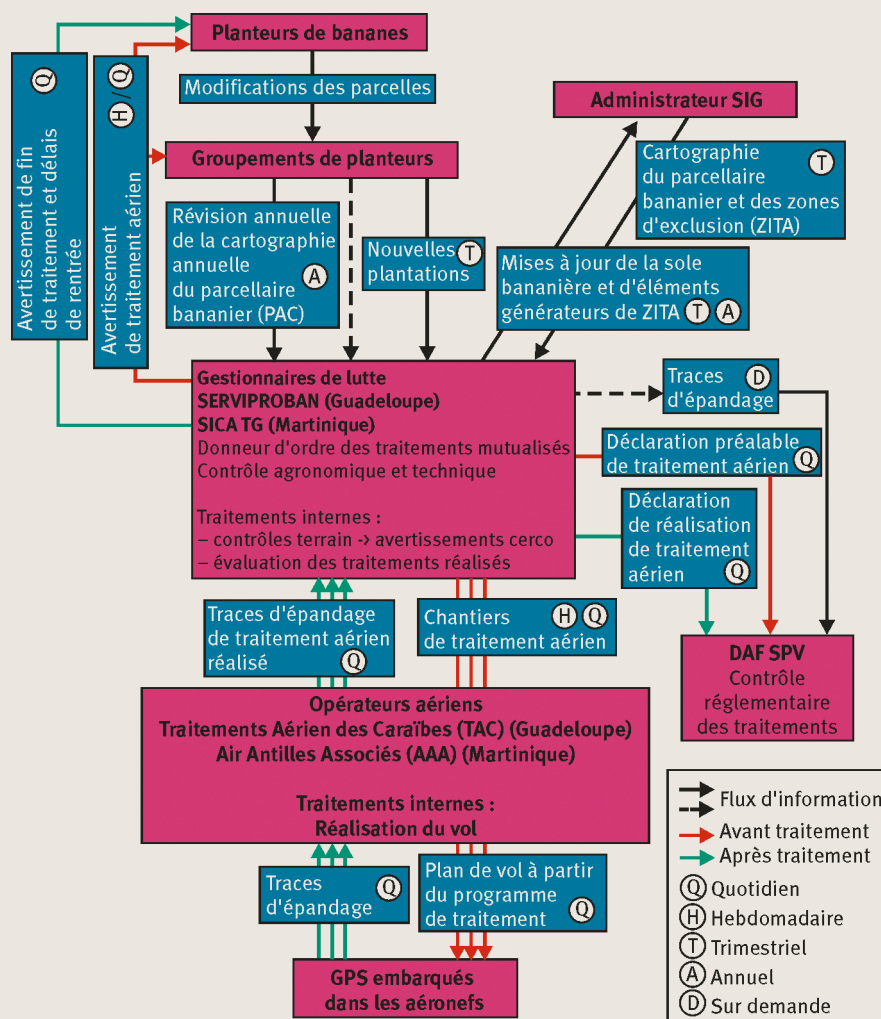 Planteurs de bananes
Modifications des parcelles
Groupements de planteurs
Administrateur SIG
Q
Avertissement de fin
de traitement et délais
de rentrée
H / Q
Avertissement
de traitement aérien
Révision annuelle
de la cartographie
annuelle
du parcellaire
bananier (PAC)
A
Nouvelles
plantations
T
Cartographie
du parcellaire
bananier et des zones
d'exclusion (ZITA)
T
Mises à jour de la sole
bananière et d'éléments
générateurs de ZITA T A
Gestionnaires de lutte
SERVIPROBAN (Guadeloupe)
SICA TG (Martinique)
Donneur d'ordre des traitements mutualisés
Contrôle agronomique et technique
Traitements internes :
– contrôles terrain -> avertissements cerco
– évaluation des traitements réalisés
Traces D
d'épandage
Déclaration préalable
de traitement aérien Q
Déclaration
de réalisation
de traitement
aérien Q
Traces d'épandage
de traitement aérien
réalisé Q
Chantiers H Q
de traitement aérien
DAF SPV
Contrôle
réglementaire
des traitements
Opérateurs aériens
Traitements Aérien des Caraïbes (TAC) (Guadeloupe)
Air Antilles Associés (AAA) (Martinique)
Traitements internes :
Réalisation du vol
Traces Q
d'épandage
Plan de vol à partir
du programme
de traitement Q
GPS embarqués
dans les aéronefs
Flux d'information
Avant traitement
Après traitement
Q Quotidien
H Hebdomadaire
T Trimestriel
A Annuel
D Sur demande